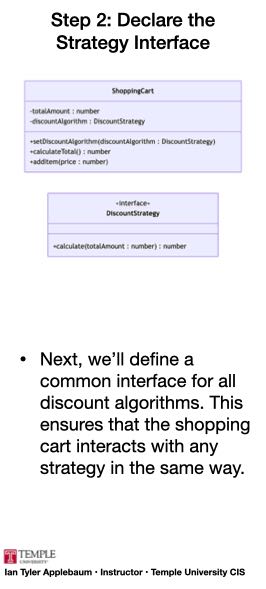 Step 2: Declare the
Strategy Interface
ShoppingCart
-totalAmount : number
-discountAlgorithm : DiscountStrategy
+setDiscountAlgorithm(discountAlgorithm : DiscountStrategy)
+calculateTotal() : number
+addItem(price : number)
«interface»
DiscountStrategy
+calculate(totalAmount : number) : number
• Next, we’ll define a
common interface for all
discount algorithms. This
ensures that the shopping
cart interacts with any
strategy in the same way.
TEMPLE
UNIVERSITY
Ian Tyler Applebaum • Instructor • Temple University CIS